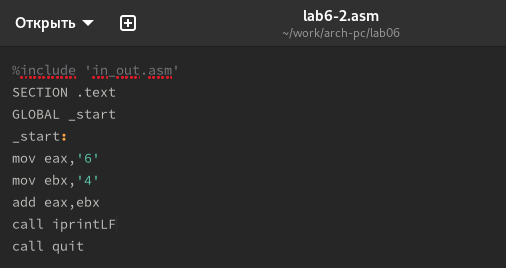 Открыть
lab6-2.asm
~/work/arch-pc/lab06
%include 'in_out.asm'
SECTION .text
GLOBAL _start
_start:
mov eax,'6'
mov ebx,'4'
add eax,ebx
call iprintLF
call quit